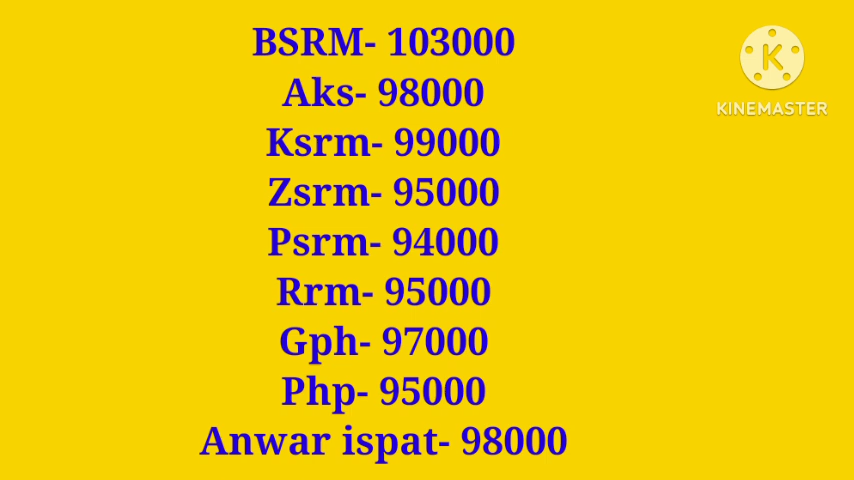 BSRM- 103000
Aks- 98000
Ksrm- 99000
Zsrm- 95000
Psrm- 94000
Rrm- 95000
Gph- 97000
Php- 95000
Anwar ispat- 98000
K
KINEMASTER